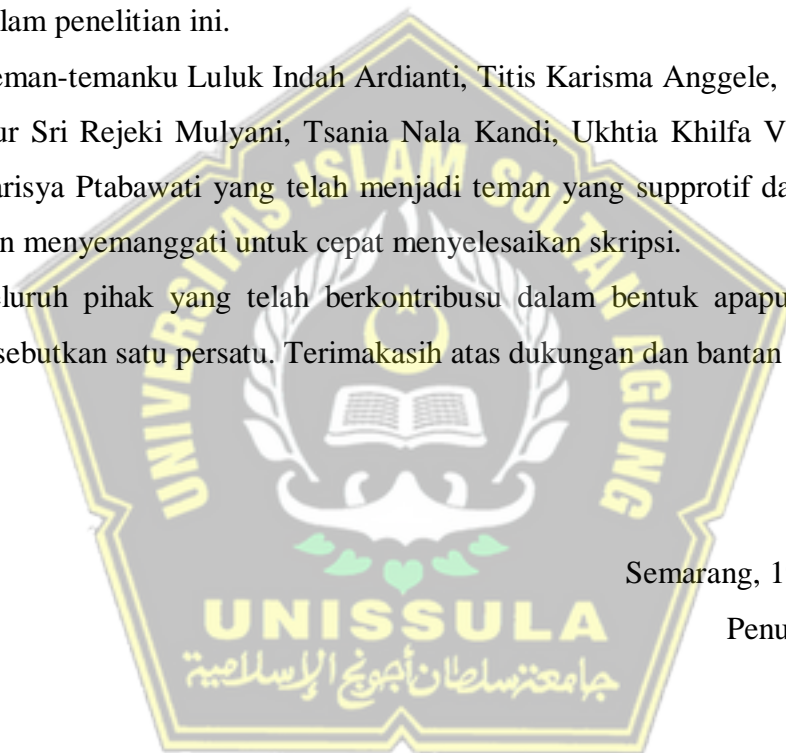 lam penelitian ini.
eman-temanku Luluk Indah Ardianti, Titis Karisma Anggele,
ur Sri Rejeki Mulyani, Tsania Nala Kandi, Ukhtia Khilfa V
arisya Ptabawati yang telah menjadi teman yang supprotif da
n menyemanggati untuk cepat menyelesaikan skripsi.
luruh pihak yang telah berkontribusu dalam bentuk apapu
sebutkan satu persatu. Terimakasih atas dukungan dan bantan
UNIVERSITAS ISLAM SULTAN AGUNG
Semarang, 1
Penu
UNISSULA
جامعة سلطان أجونج الإسلامية